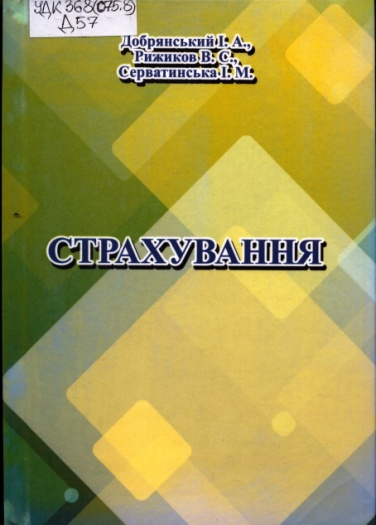 УДК 368(075.8)
Д57
Добрянський І. А.,
Рижиков В. С.,
Серватинська І. М.
СТРАХУВАННЯ